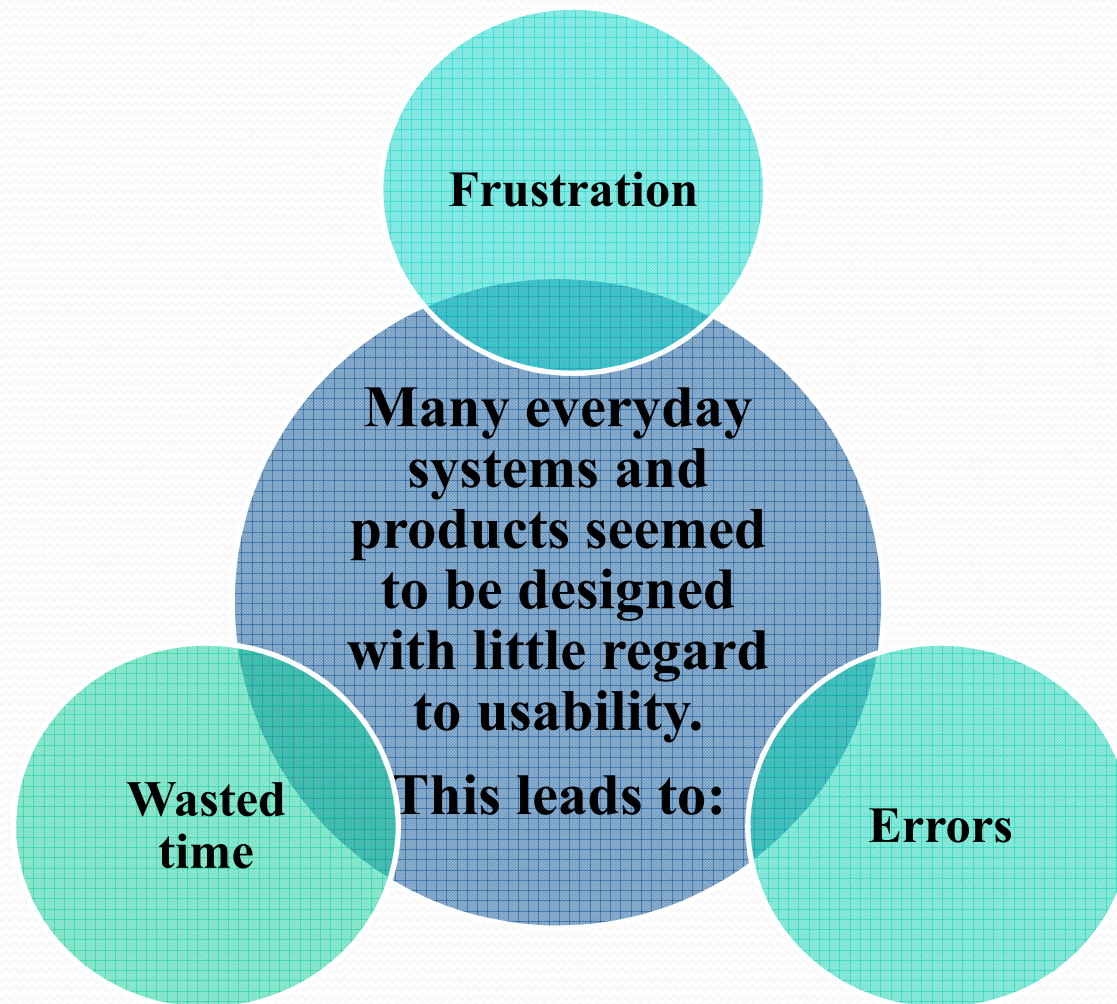 Frustration
Many everyday
systems and
products seemed
to be designed
with little regard
to usability.
This leads to:
Wasted
time
Errors